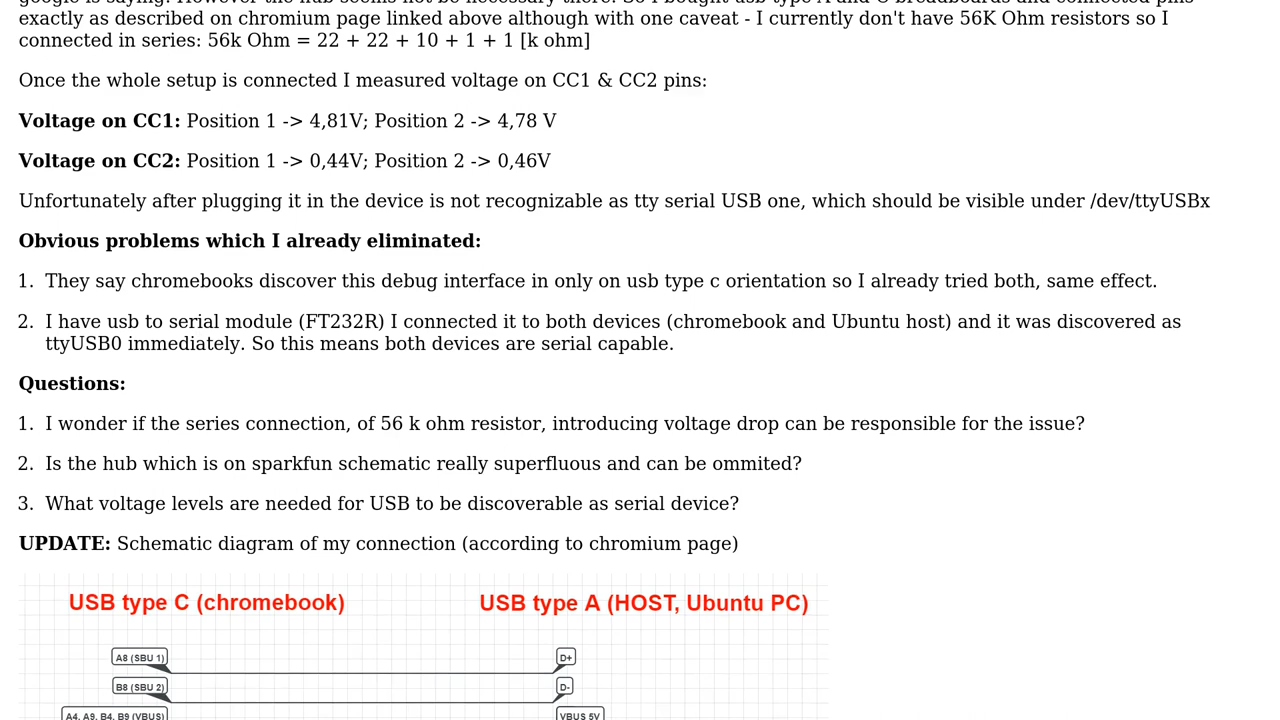 exactly as described on chromium page linked above although with one caveat - I currently don't have 56K Ohm resistors so I
connected in series: 56k Ohm = 22 + 22 + 10 + 1 + 1 [k ohm]
Once the whole setup is connected I measured voltage on CC1 & CC2 pins:
Voltage on CC1: Position 1 -> 4,81V; Position 2 -> 4,78 V
Voltage on CC2: Position 1 -> 0,44V; Position 2 -> 0,46V
Unfortunately after plugging it in the device is not recognizable as tty serial USB one, which should be visible under /dev/ttyUSBx
Obvious problems which I already eliminated:
1. They say chromebooks discover this debug interface in only on usb type c orientation so I already tried both, same effect.
2. I have usb to serial module (FT232R) I connected it to both devices (chromebook and Ubuntu host) and it was discovered as
ttyUSB0 immediately. So this means both devices are serial capable.
Questions:
1. I wonder if the series connection, of 56 k ohm resistor, introducing voltage drop can be responsible for the issue?
2. Is the hub which is on sparkfun schematic really superfluous and can be ommited?
3. What voltage levels are needed for USB to be discoverable as serial device?
UPDATE: Schematic diagram of my connection (according to chromium page)
USB type C (chromebook) USB type A (HOST, Ubuntu PC)
A8 (SBU 1) D+
B8 (SBU 2) D-
A4, A9, B4, B9 (VBUS) VBUS 5V